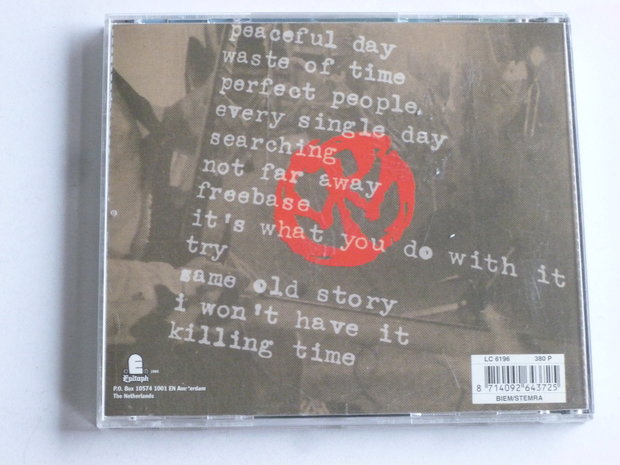 peaceful day
waste of time
perfect people.
every single day
searching
not far away
freebase
it's what you do with it
try
same old story
i won't have it
killing time
Epitaph
P.O. Box 10574 1001 EN Amsterdam
The Netherlands
LC 6196 380 P
8 714092 643725
BIEM/STEMRA